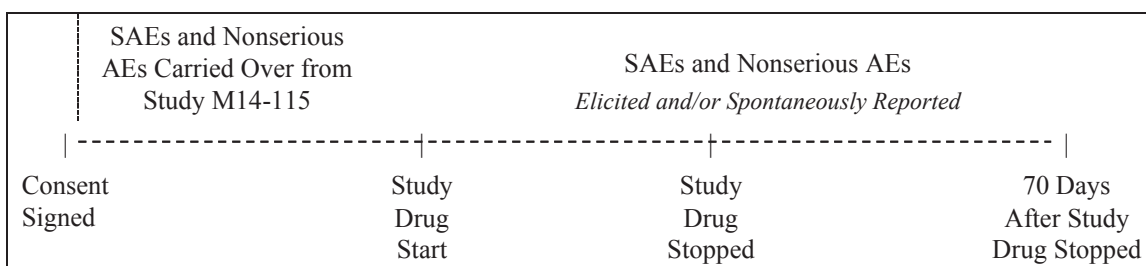 SAEs and Nonserious
AEs Carried Over from
Study M14-115
SAEs and Nonserious AEs
Elicited and/or Spontaneously Reported
Consent
Signed
Study
Drug
Start
Study
Drug
Stopped
70 Days
After Study
Drug Stopped